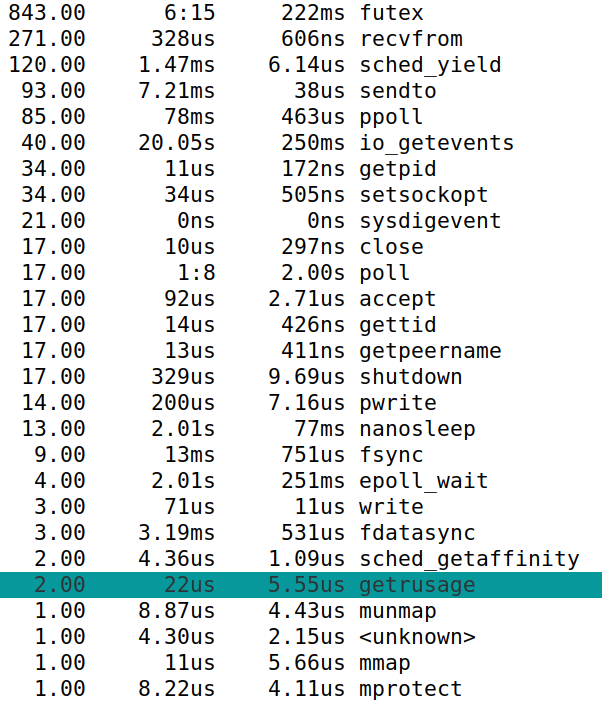 843.00 6:15 222ms futex
271.00 328us 606ns recvfrom
120.00 1.47ms 6.14us sched_yield
93.00 7.21ms 38us sendto
85.00 78ms 463us ppoll
40.00 20.05s 250ms io_getevents
34.00 11us 172ns getpid
34.00 34us 505ns setsockopt
21.00 0ns 0ns sysdigevent
17.00 10us 297ns close
17.00 1:8 2.00s poll
17.00 92us 2.71us accept
17.00 14us 426ns gettid
17.00 13us 411ns getpeername
17.00 329us 9.69us shutdown
14.00 200us 7.16us pwrite
13.00 2.01s 77ms nanosleep
9.00 13ms 751us fsync
4.00 2.01s 251ms epoll_wait
3.00 71us 11us write
3.00 3.19ms 531us fdatasync
2.00 4.36us 1.09us sched_getaffinity
2.00 22us 5.55us getrusage
1.00 8.87us 4.43us munmap
1.00 4.30us 2.15us <unknown>
1.00 11us 5.66us mmap
1.00 8.22us 4.11us mprotect